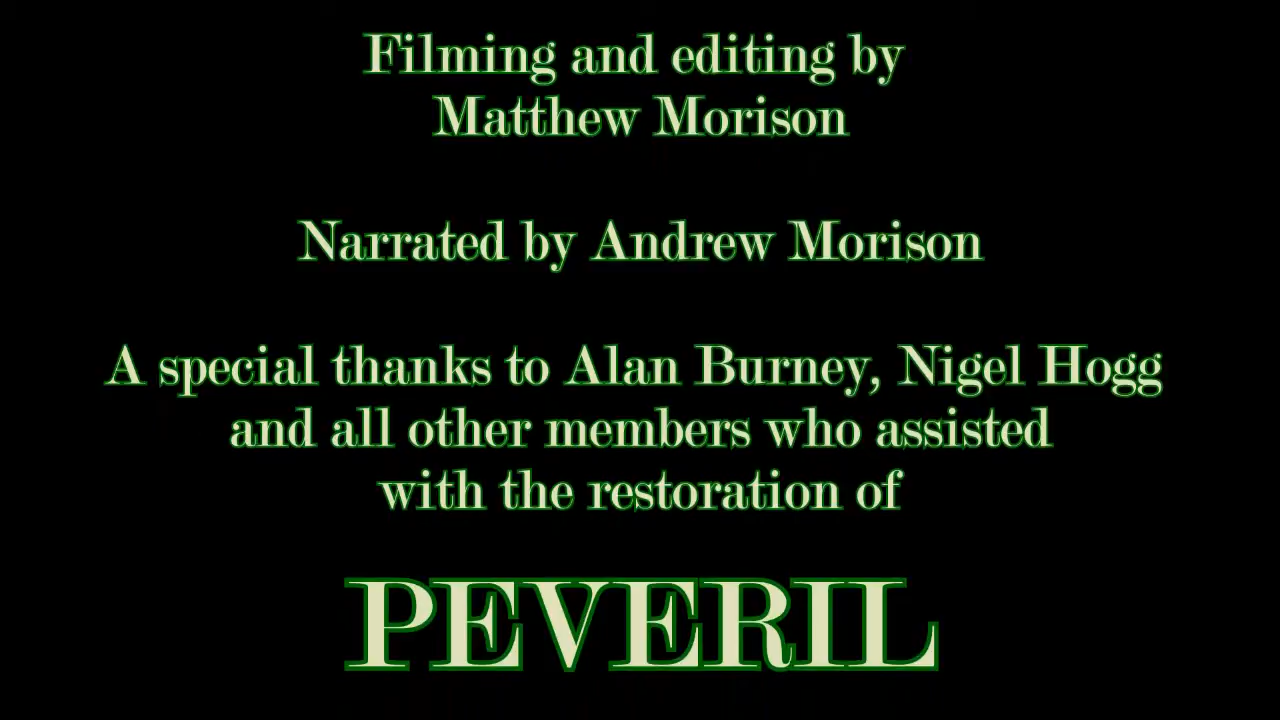 Filming and editing by
Matthew Morison
Narrated by Andrew Morison
A special thanks to Alan Burney, Nigel Hogg
and all other members who assisted
with the restoration of
PEVERIL